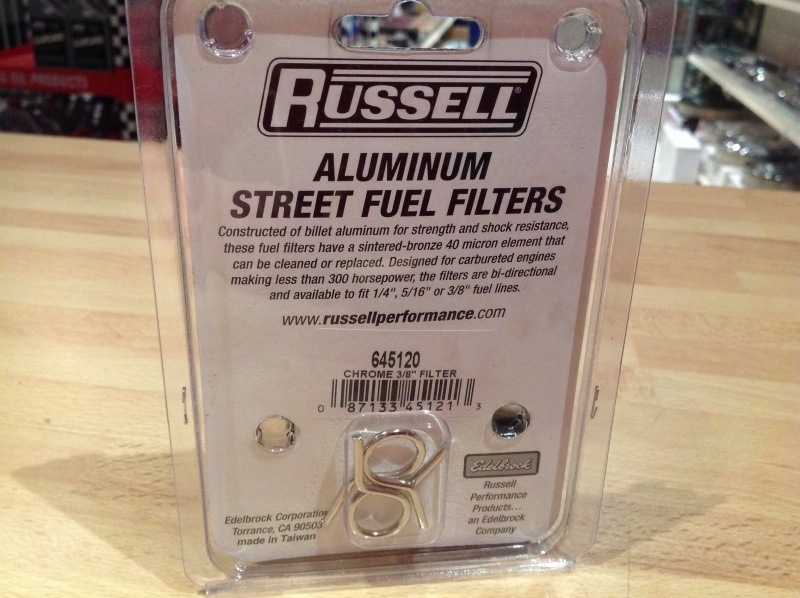 RUSSELL®
ALUMINUM
STREET FUEL FILTERS
Constructed of billet aluminum for strength and shock resistance,
these fuel filters have a sintered-bronze 40 micron element that
can be cleaned or replaced. Designed for carbureted engines
making less than 300 horsepower, the filters are bi-directional
and available to fit 1/4", 5/16" or 3/8" fuel lines.
www.russellperformance.com
645120
CHROME 3/8" FILTER
0 87133 45121 3
Edelbrock
Russell
Performance
Products...
an Edelbrock
Company
Edelbrock Corporation
Torrance, CA 90503
made in Taiwan